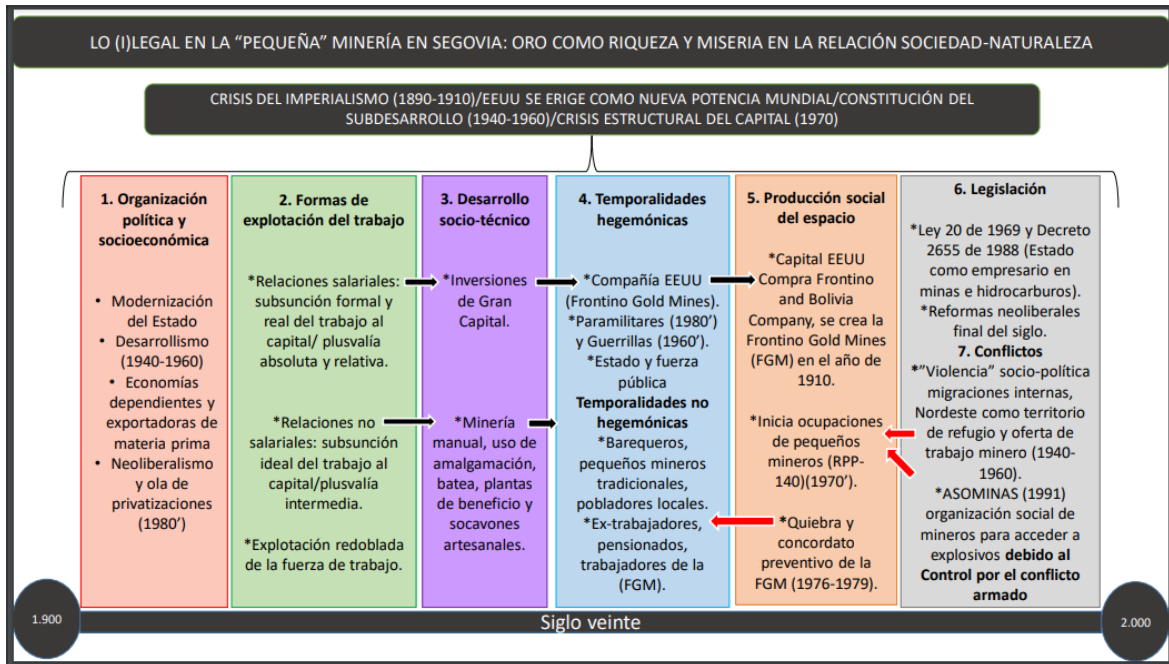 LO (I)LEGAL EN LA “PEQUEÑA” MINERÍA EN SEGOVIA: ORO COMO RIQUEZA Y MISERIA EN LA RELACIÓN SOCIEDAD-NATURALEZA
CRISIS DEL IMPERIALISMO (1890-1910)/EEUU SE ERIGE COMO NUEVA POTENCIA MUNDIAL/CONSTITUCIÓN DEL
SUBDESARROLLO (1940-1960)/CRISIS ESTRUCTURAL DEL CAPITAL (1970)
1. Organización
política y
socioeconómica
• Modernización
del Estado
• Desarrollismo
(1940-1960)
• Economías
dependientes y
exportadoras de
materia prima
• Neoliberalismo
y ola de
privatizaciones
(1980’)
2. Formas de
explotación del trabajo
*Relaciones salariales:
subsunción formal y
real del trabajo al
capital/ plusvalía
absoluta y relativa.
*Relaciones no
salariales: subsunción
ideal del trabajo al
capital/plusvalía
intermedia.
*Explotación redoblada
de la fuerza de trabajo.
3. Desarrollo
socio-técnico
*Inversiones
de Gran
Capital.
*Minería
manual, uso de
amalgamación,
batea, plantas
de beneficio y
socavones
artesanales.
4. Temporalidades
hegemónicas
*Compañía EEUU
(Frontino Gold Mines).
*Paramilitares (1980’)
y Guerrillas (1960’).
*Estado y fuerza
pública
Temporalidades no
hegemónicas
*Barequeros,
pequeños mineros
tradicionales,
pobladores locales.
*Ex-trabajadores,
pensionados,
trabajadores de la
(FGM).
5. Producción social
del espacio
*Capital EEUU
Compra Frontino
and Bolivia
Company, se crea la
Frontino Gold Mines
(FGM) en el año de
1910.
*Inicia ocupaciones
de pequeños
mineros (RPP-
140)(1970’).
*Quiebra y
concordato
preventivo de la
FGM (1976-1979).
6. Legislación
*Ley 20 de 1969 y Decreto
2655 de 1988 (Estado
como empresario en
minas e hidrocarburos).
*Reformas neoliberales
final del siglo.
7. Conflictos
*”Violencia” socio-política
migraciones internas,
Nordeste como territorio
de refugio y oferta de
trabajo minero (1940-
1960).
*ASOMINAS (1991)
organización social de
mineros para acceder a
explosivos debido al
Control por el conflicto
armado
1.900
Siglo veinte
2.000